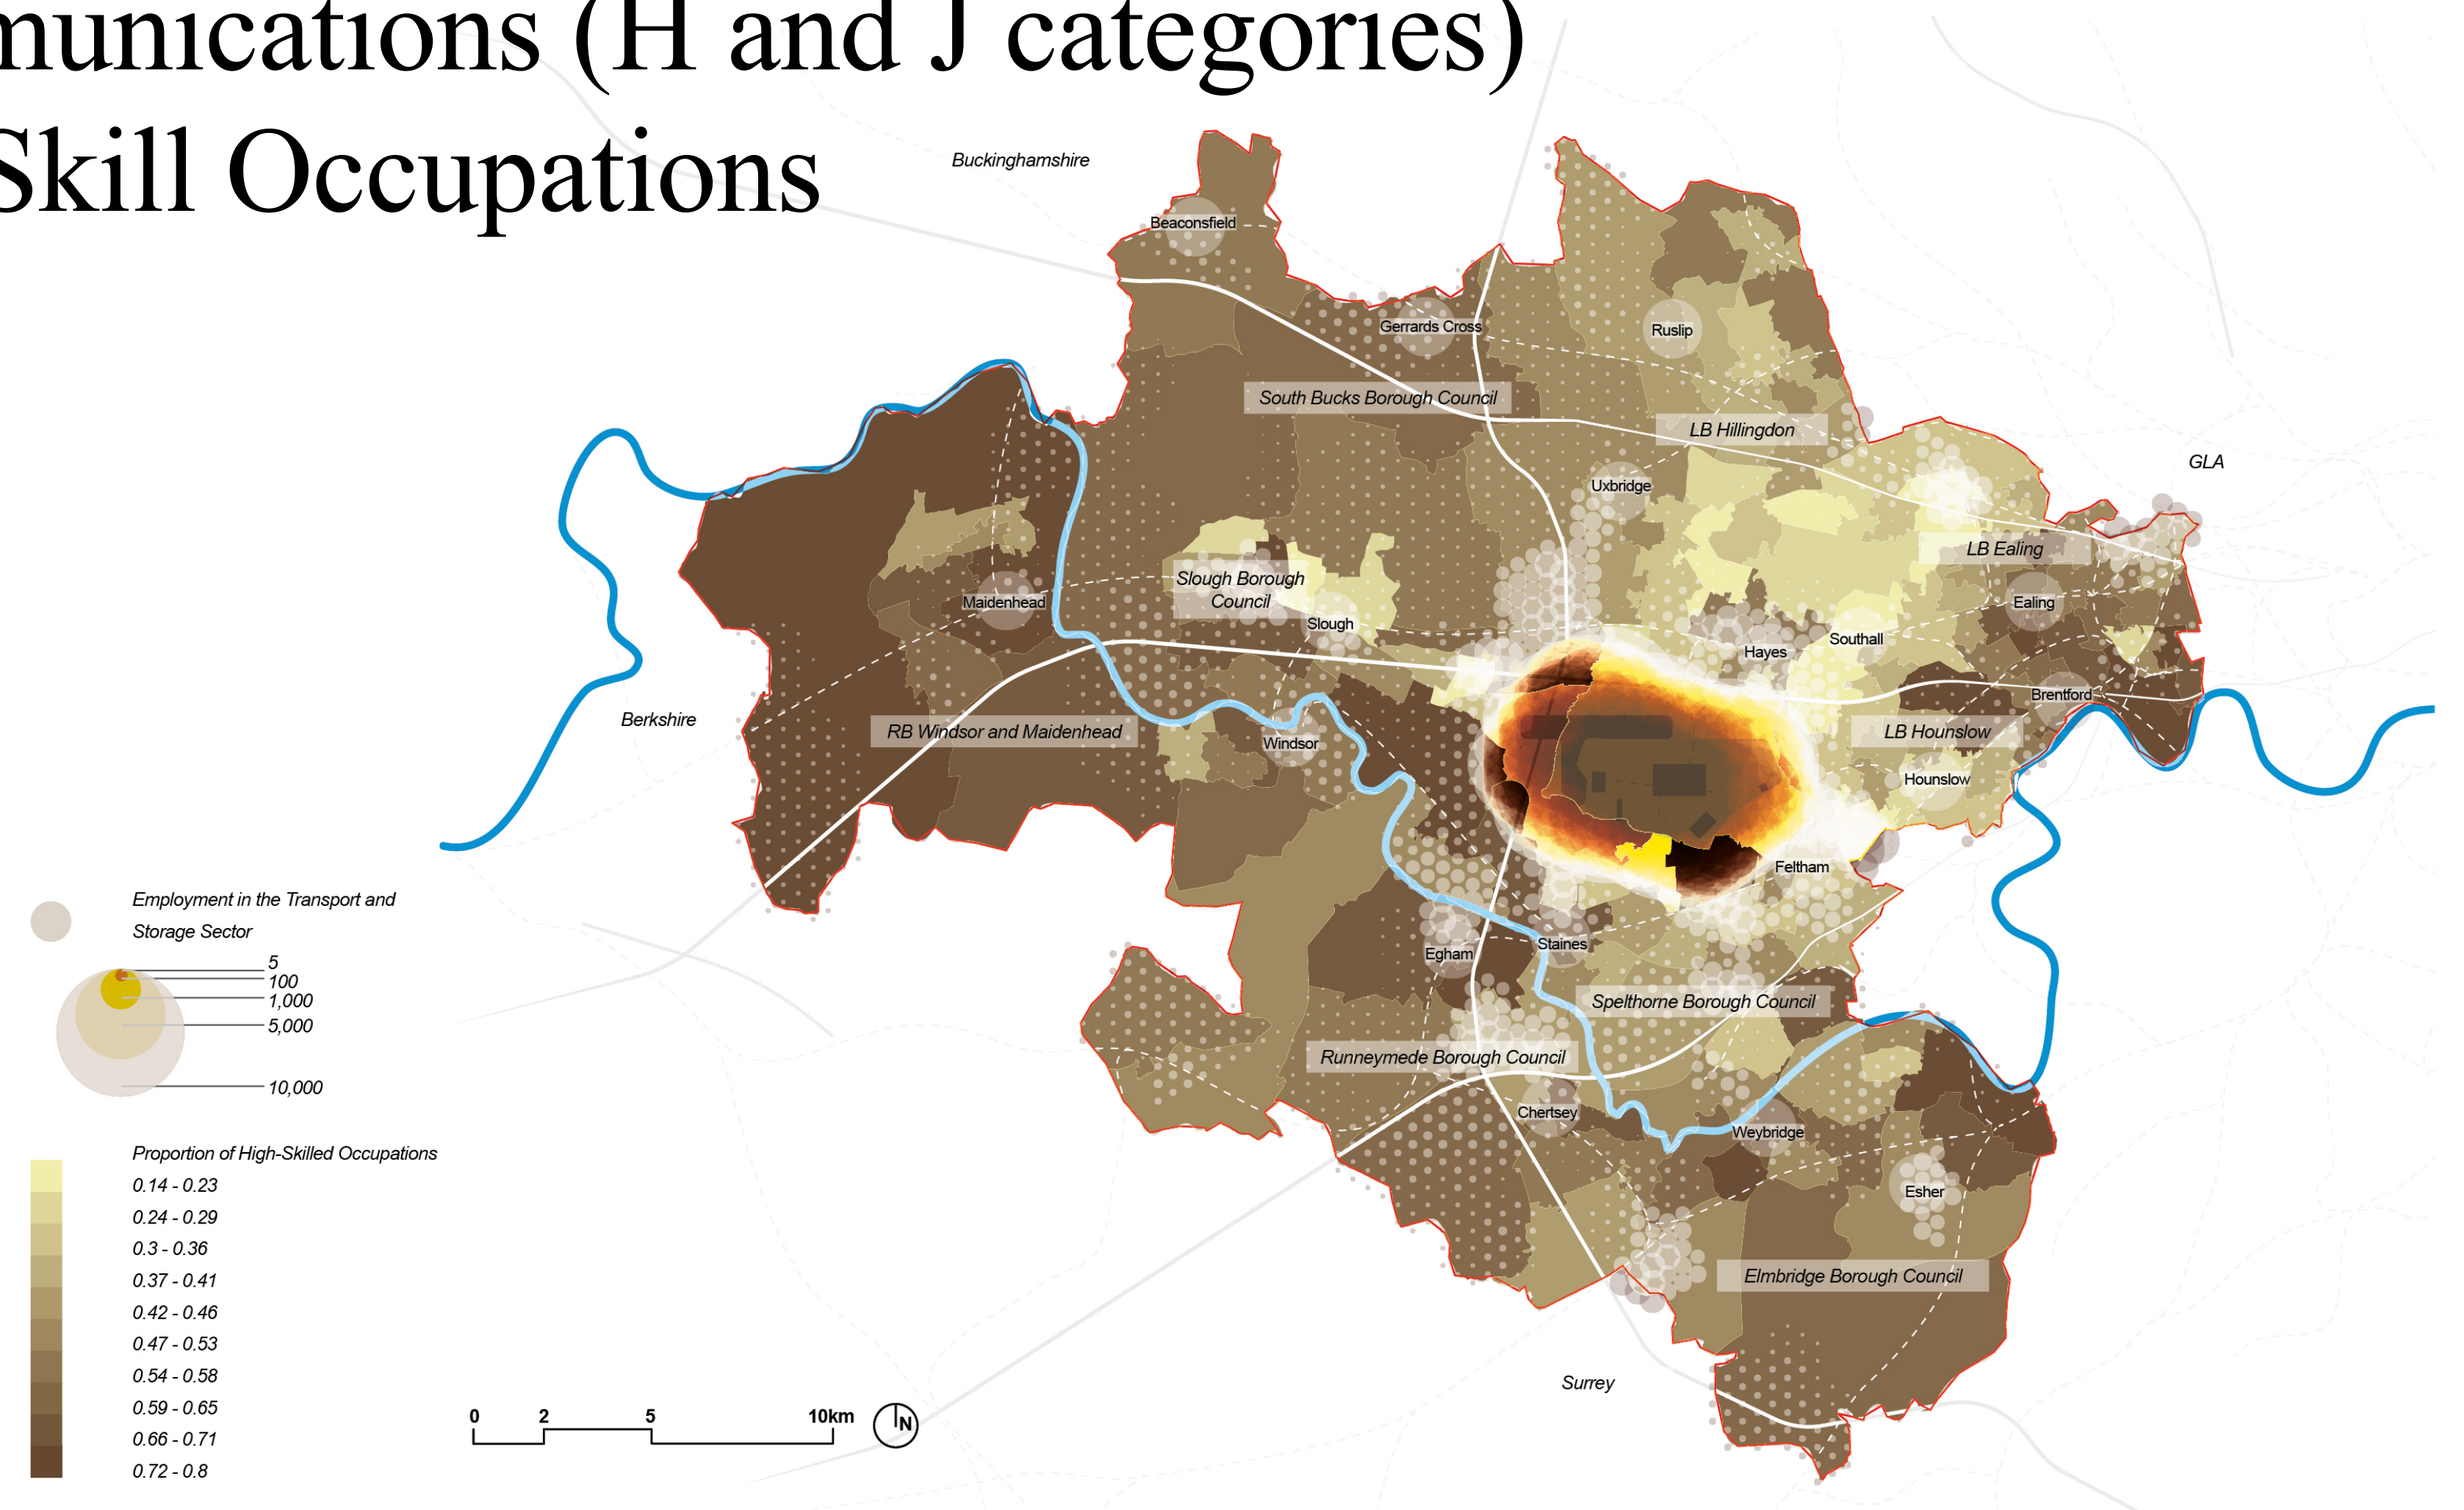 munications (H and J categories)
Skill Occupations
Buckinghamshire
Beaconsfield
Gerrards Cross
Ruslip
South Bucks Borough Council
LB Hillingdon
GLA
Uxbridge
LB Ealing
Slough Borough
Council
Maidenhead
Ealing
Slough
Southall
Hayes
Brentford
Berkshire
RB Windsor and Maidenhead
LB Hounslow
Windsor
Hounslow
Feltham
Egham
Staines
Spelthorne Borough Council
Runneymede Borough Council
Chertsey
Weybridge
Esher
Elmbridge Borough Council
Surrey
Employment in the Transport and
Storage Sector
5
100
1,000
5,000
10,000
Proportion of High-Skilled Occupations
0.14 - 0.23
0.24 - 0.29
0.3 - 0.36
0.37 - 0.41
0.42 - 0.46
0.47 - 0.53
0.54 - 0.58
0.59 - 0.65
0.66 - 0.71
0.72 - 0.8
0 2 5 10km
N